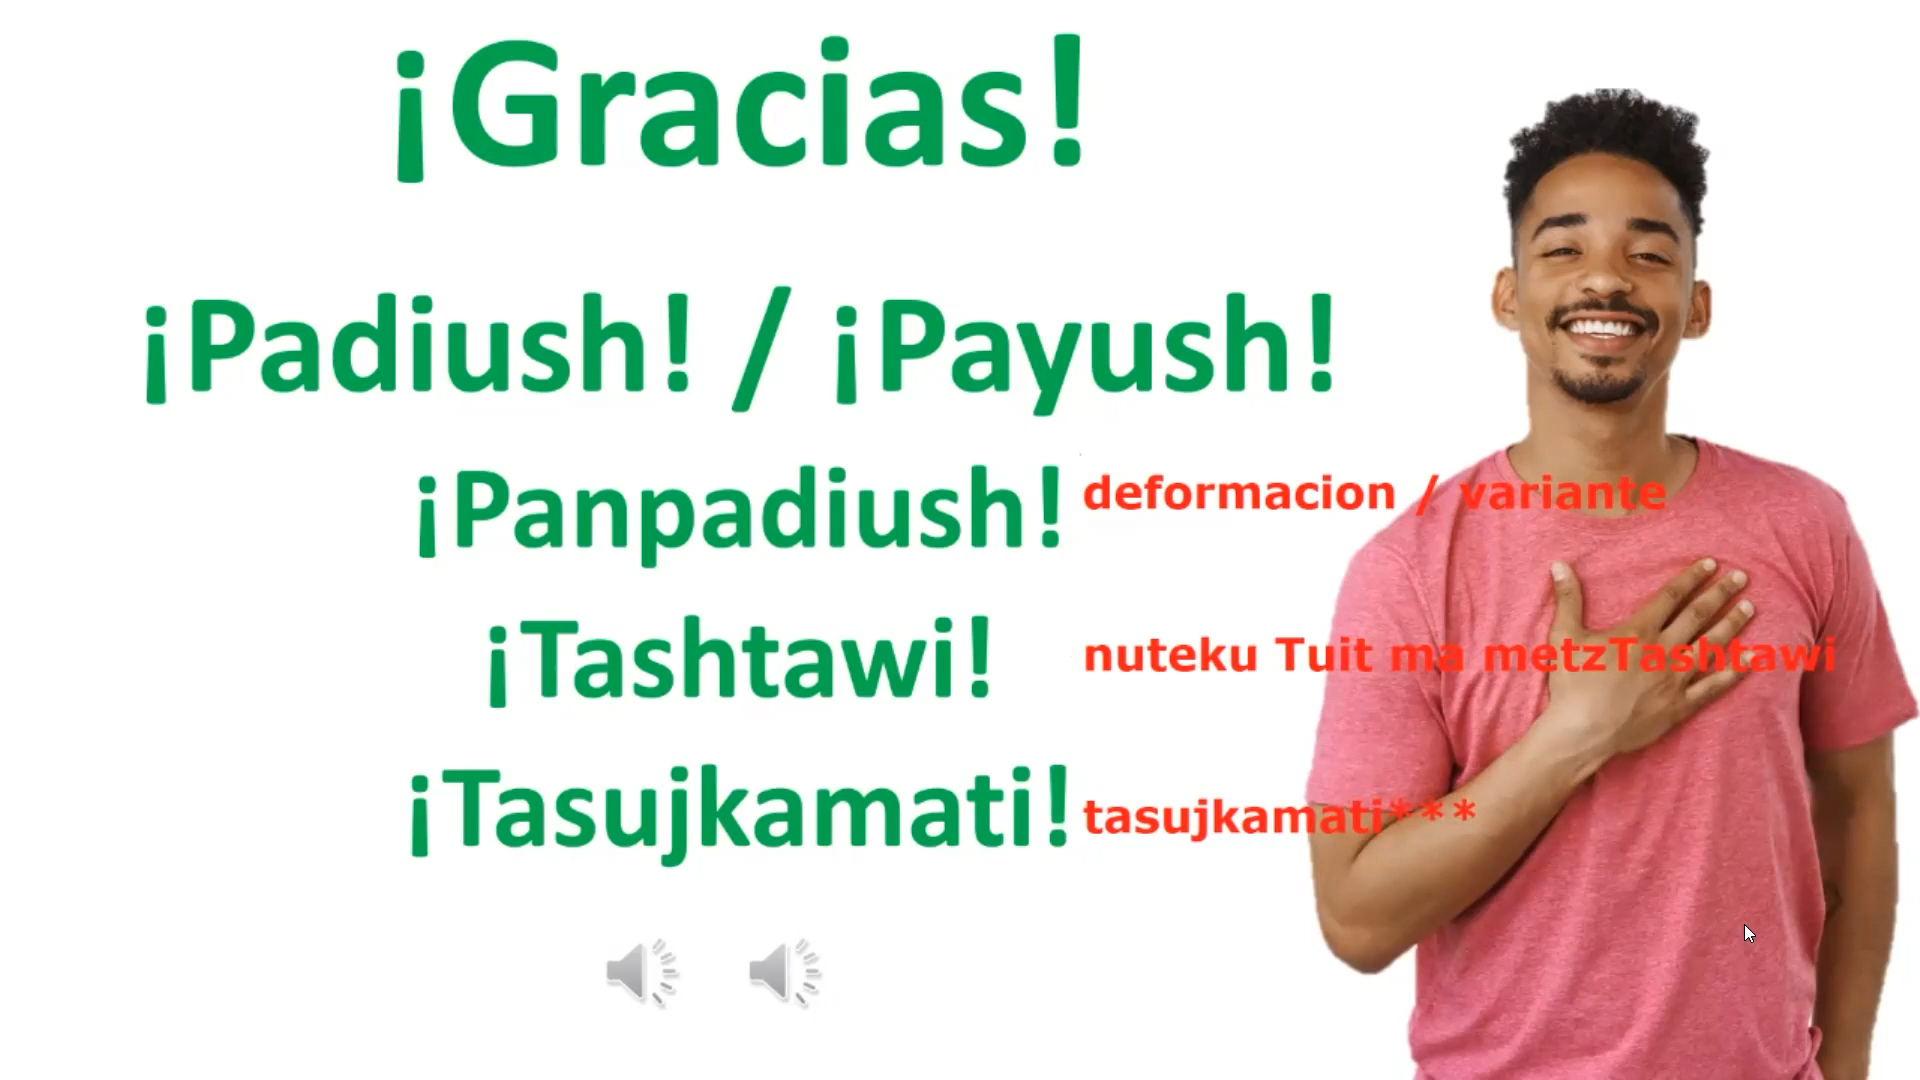 ¡Gracias!
¡Padiush! / ¡Payush!
¡Panpadiush! deformacion / variante
¡Tashtawi! nuteku Tuit ma metzTashtawi
¡Tasujkamati! tasujkamati***